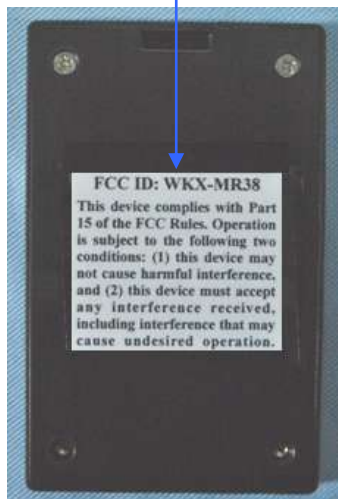 FCC ID: WKX-MR38
This device complies with Part
15 of the FCC Rules. Operation
is subject to the following two
conditions: (1) this device may
not cause harmful interference,
and (2) this device must accept
any interference received,
including interference that may
cause undesired operation.